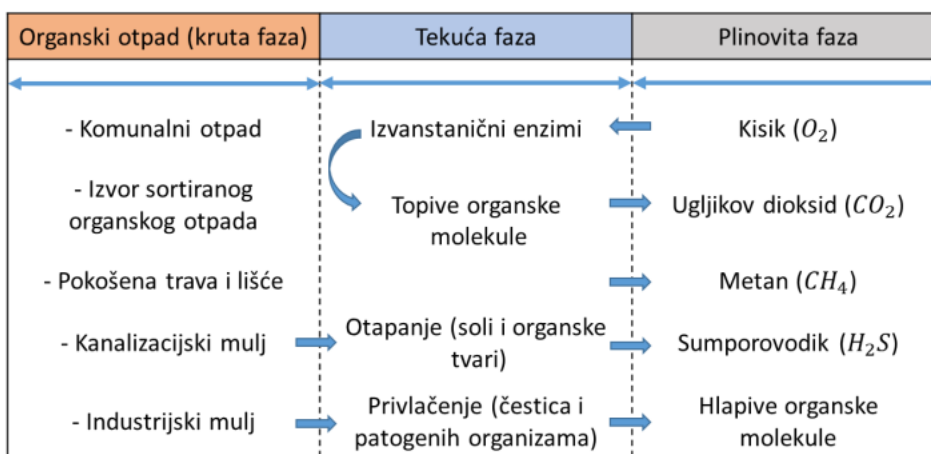 Organski otpad (kruta faza)
Tekuća faza
Plinovita faza
- Komunalni otpad
Izvanstanični enzimi
Kisik (O₂)
- Izvor sortiranog
organskog otpada
Topive organske
molekule
Ugljikov dioksid (CO₂)
- Pokošena trava i lišće
Metan (CH₄)
- Kanalizacijski mulj
Otapanje (soli i organske
tvari)
Sumporovodik (H₂S)
- Industrijski mulj
Privlačenje (čestica i
patogenih organizama)
Hlapive organske
molekule